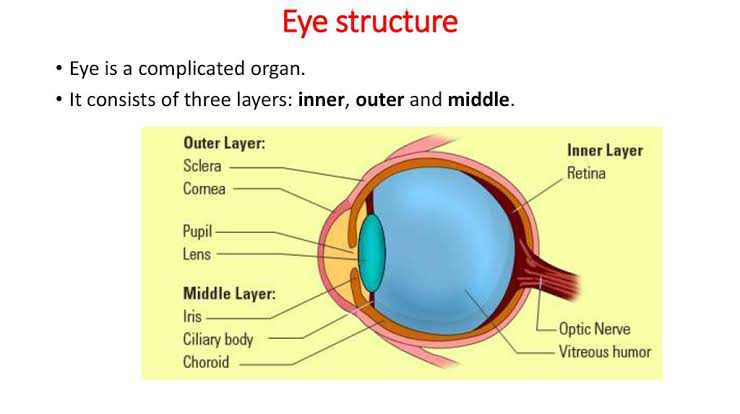 Eye structure
• Eye is a complicated organ.
• It consists of three layers: inner, outer and middle.
Outer Layer:
Sclera
Cornea
Pupil
Lens
Middle Layer:
Iris
Ciliary body
Choroid
Inner Layer
Retina
Optic Nerve
Vitreous humor